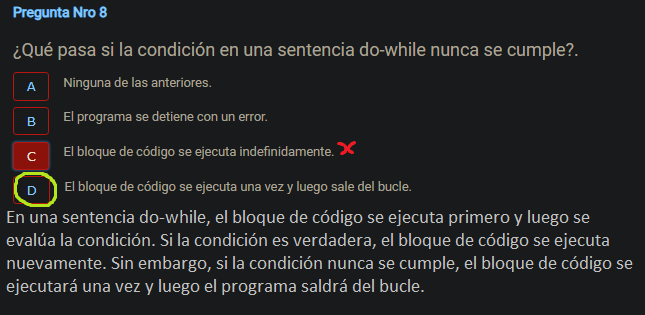 Pregunta Nro 8
¿Qué pasa si la condición en una sentencia do-while nunca se cumple?.
A Ninguna de las anteriores.
B El programa se detiene con un error.
C El bloque de código se ejecuta indefinidamente.
D El bloque de código se ejecuta una vez y luego sale del bucle.
En una sentencia do-while, el bloque de código se ejecuta primero y luego se
evalúa la condición. Si la condición es verdadera, el bloque de código se ejecuta
nuevamente. Sin embargo, si la condición nunca se cumple, el bloque de código se
ejecutará una vez y luego el programa saldrá del bucle.